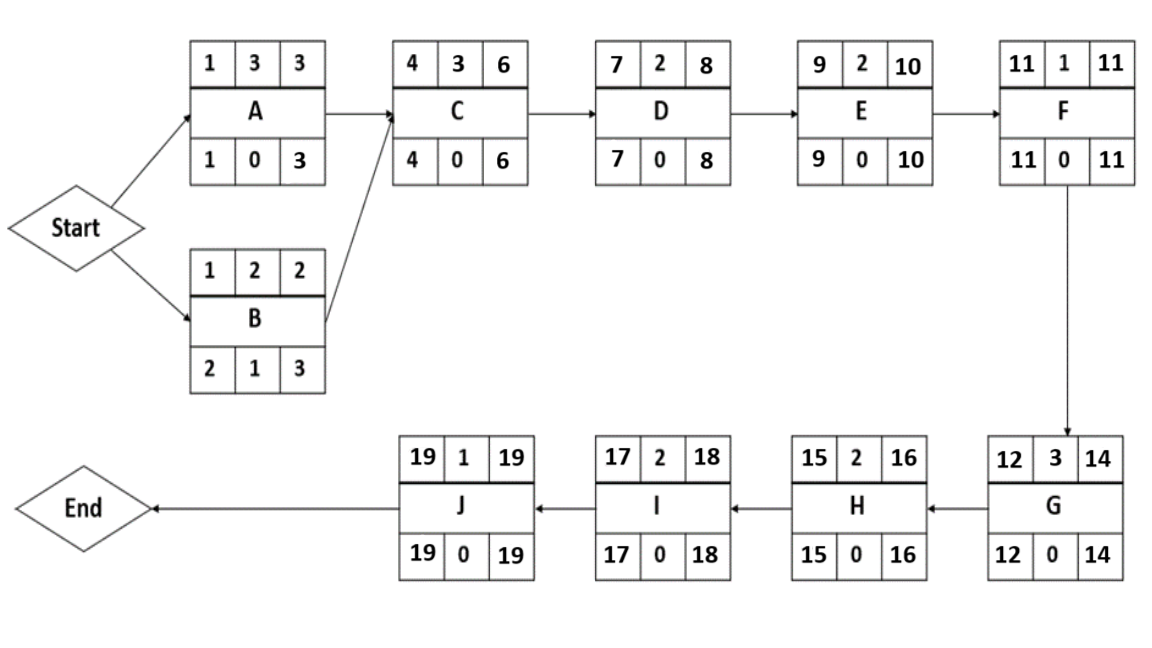 1 3 3
A
1 0 3
4 3 6
C
4 0 6
7 2 8
D
7 0 8
9 2 10
E
9 0 10
11 1 11
F
11 0 11
Start
1 2 2
B
2 1 3
19 1 19
J
19 0 19
17 2 18
I
17 0 18
15 2 16
H
15 0 16
12 3 14
G
12 0 14
End